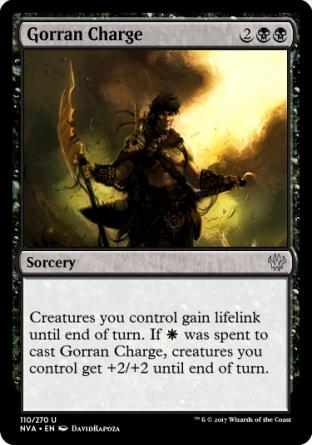 Gorran Charge 2
Sorcery
Creatures you control gain lifelink
until end of turn. If was spent to
cast Gorran Charge, creatures you
control get +2/+2 until end of turn.
110/270 U
NVA • EN DavidRapoza
™ & © 2017 Wizards of the Coast